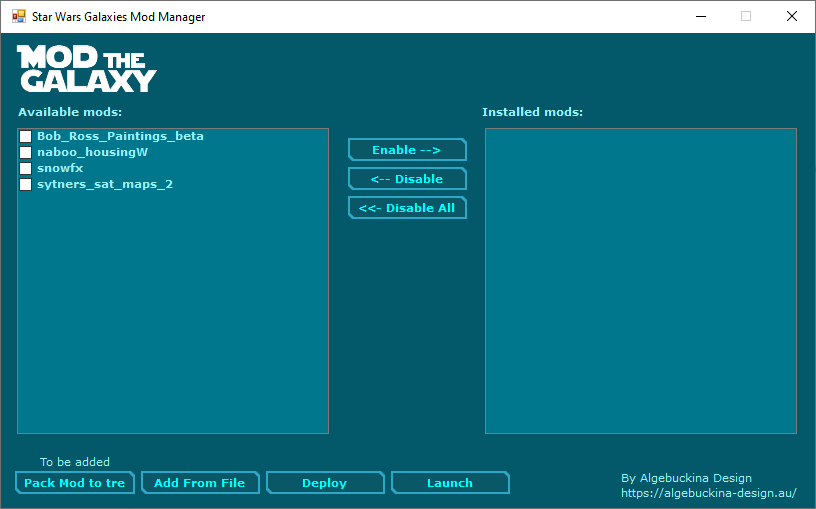 Star Wars Galaxies Mod Manager
MOD THE
GALAXY
Available mods:
Installed mods:
Bob_Ross_Paintings_beta
naboo_housingW
snowfx
sytners_sat_maps_2
Enable -->
<-- Disable
<<- Disable All
To be added
Pack Mod to tre
Add From File
Deploy
Launch
By Algebuckina Design
https://algebuckina-design.au/